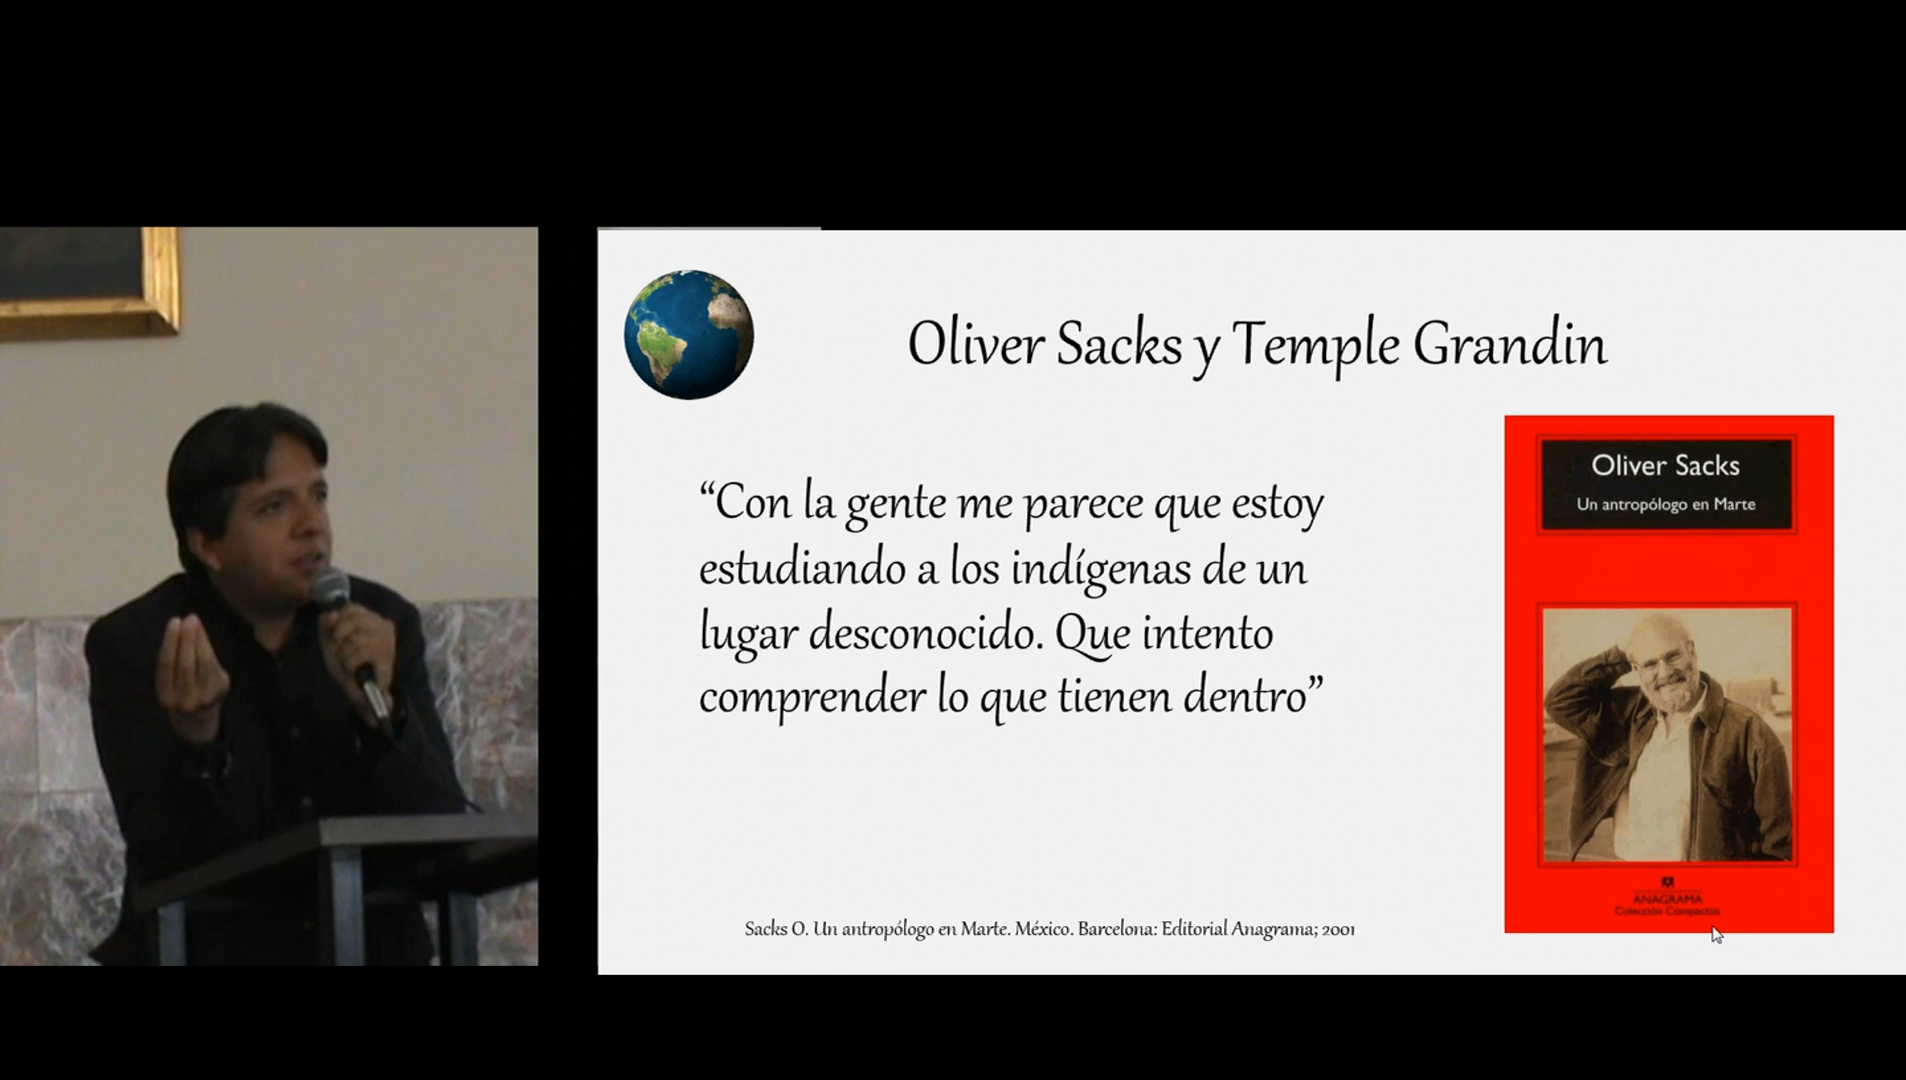 Oliver Sacks y Temple Grandin
“Con la gente me parece que estoy
estudiando a los indígenas de un
lugar desconocido. Que intento
comprender lo que tienen dentro”
Oliver Sacks
Un antropólogo en Marte
ANAGRAMA
Colección Compactos
Sacks O. Un antropólogo en Marte. México. Barcelona: Editorial Anagrama; 2001